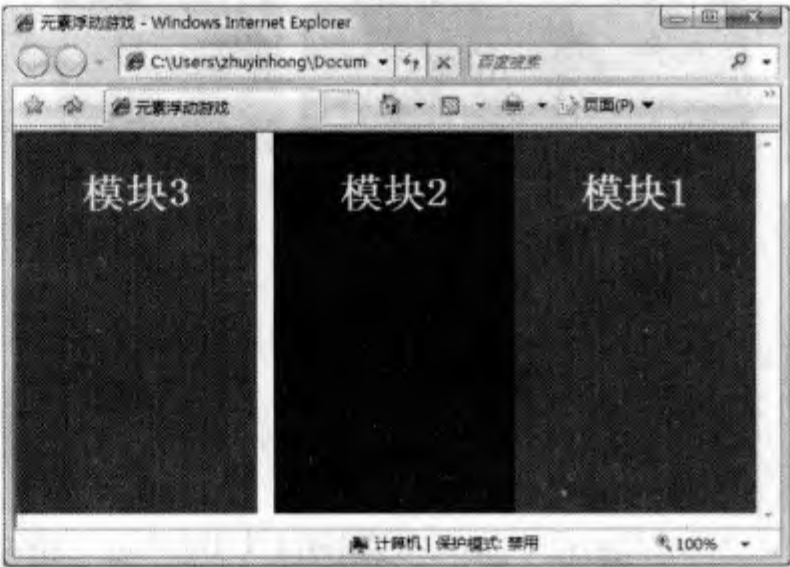 元素浮动游戏 - Windows Internet Explorer
C:\Users\zhuyinhong\Docum
百度搜索
元素浮动游戏
页面(P)
模块3
模块2
模块1
计算机 | 保护模式: 禁用
100%